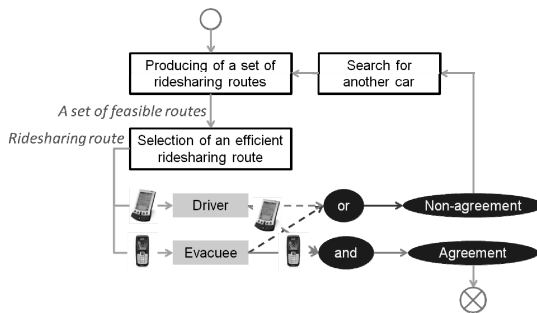 Producing of a set of
ridesharing routes
Search for
another car
A set of feasible routes
Ridesharing route
Selection of an efficient
ridesharing route
Driver
or
Non-agreement
Evacuee
and
Agreement